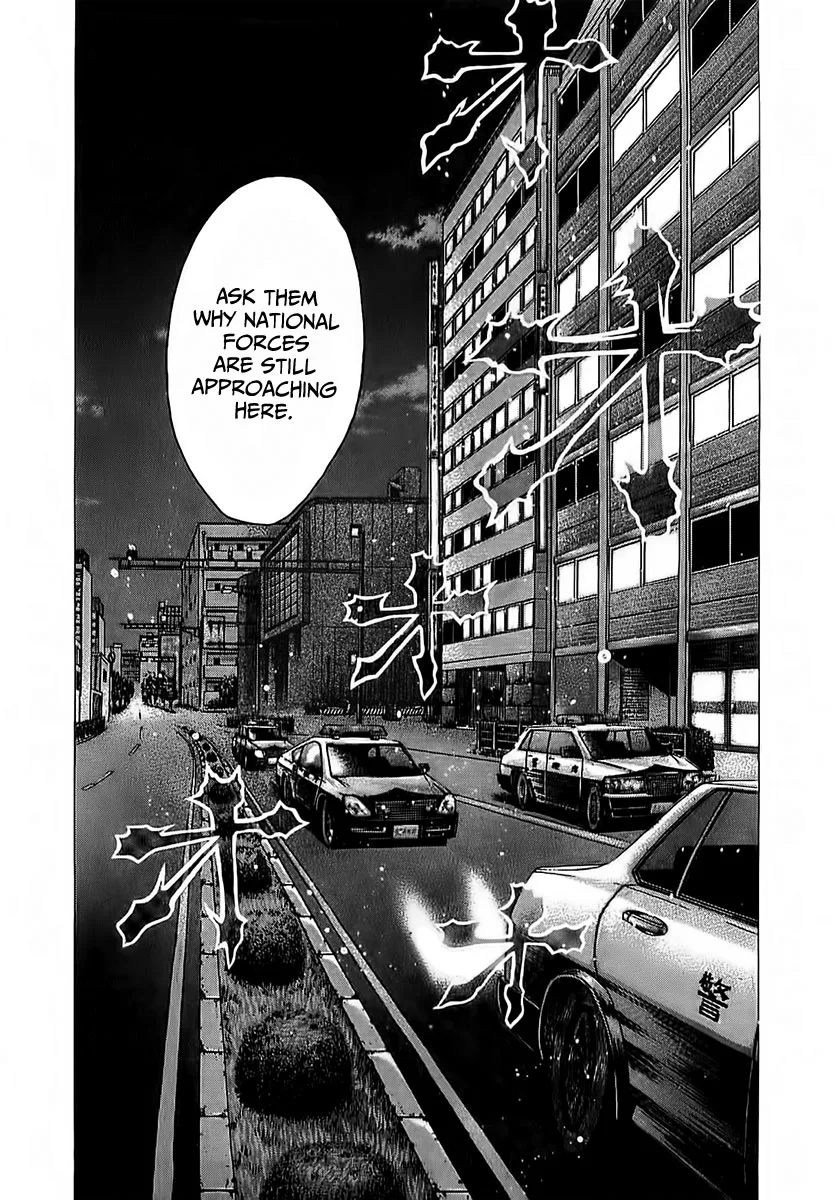 ASK THEM
WHY NATIONAL
FORCES
ARE STILL
APPROACHING
HERE.
警